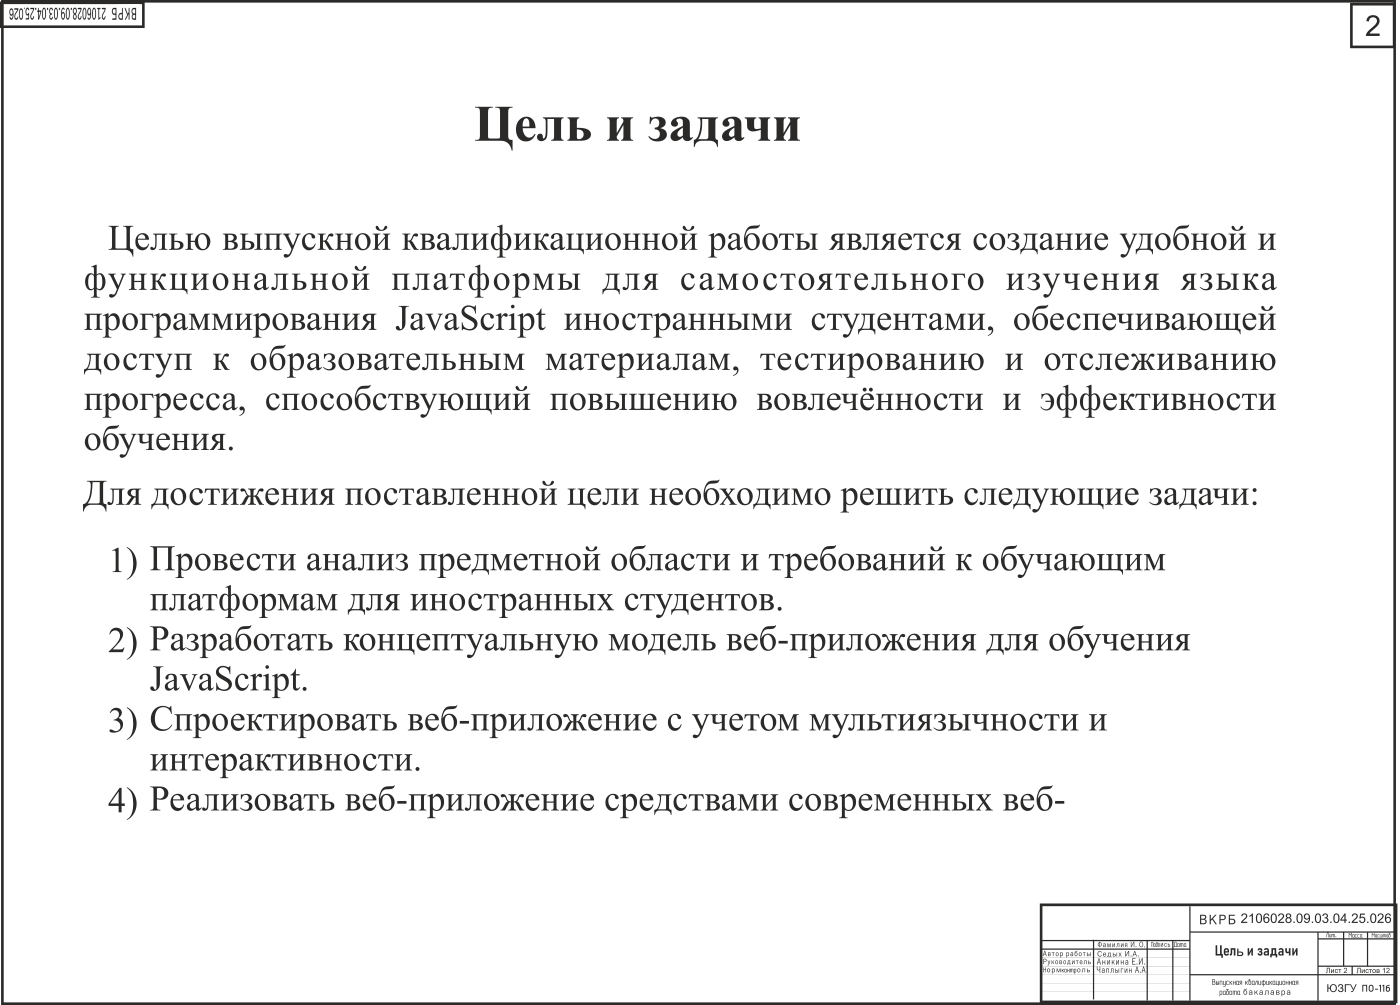 ВКРБ 2106028.09.03.04.25.026
2
Цель и задачи
Целью выпускной квалификационной работы является создание удобной и
функциональной платформы для самостоятельного изучения языка
программирования JavaScript иностранными студентами, обеспечивающей
доступ к образовательным материалам, тестированию и отслеживанию
прогресса, способствующий повышению вовлечённости и эффективности
обучения.
Для достижения поставленной цели необходимо решить следующие задачи:
1) Провести анализ предметной области и требований к обучающим
платформам для иностранных студентов.
2) Разработать концептуальную модель веб-приложения для обучения
JavaScript.
3) Спроектировать веб-приложение с учетом мультиязычности и
интерактивности.
4) Реализовать веб-приложение средствами современных веб-
ВКРБ 2106028.09.03.04.25.026
Фамилия И. О. Подпись Дата
Автор работы Седых И.А.
Руководитель Аникина Е.И.
Нормконтроль Чаплыгин А.А.
Цель и задачи
Лит. Масса Масштаб
Лист 2 Листов 12
Выпускная квалификационная
работа бакалавра
ЮЗГУ ПО-116